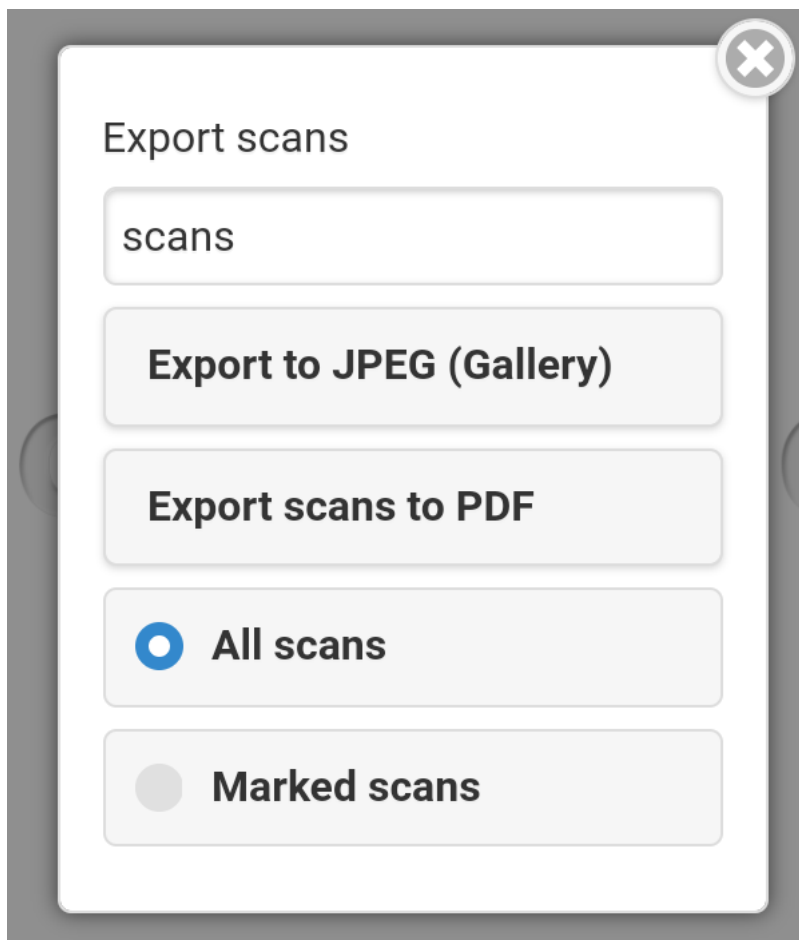 Export scans
scans
Export to JPEG (Gallery)
Export scans to PDF
All scans
Marked scans